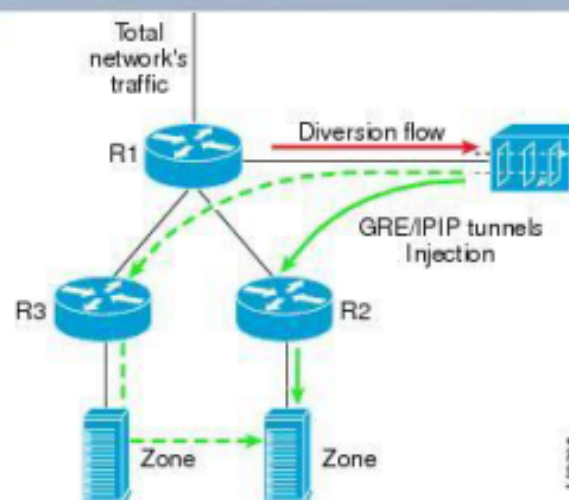 Total
network's
traffic
R1
Diversion flow
GRE/IPIP tunnels
Injection
R3
R2
Zone
Zone